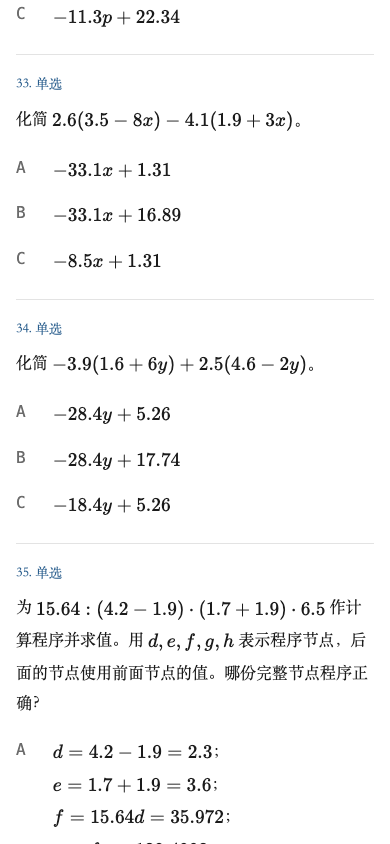 C −11.3p + 22.34
33. 单选
化简 2.6(3.5 − 8x) − 4.1(1.9 + 3x)。
A −33.1x + 1.31
B −33.1x + 16.89
C −8.5x + 1.31
34. 单选
化简 −3.9(1.6 + 6y) + 2.5(4.6 − 2y)。
A −28.4y + 5.26
B −28.4y + 17.74
C −18.4y + 5.26
35. 单选
为 15.64 : (4.2 − 1.9) · (1.7 + 1.9) · 6.5 作计
算程序并求值。用 d, e, f, g, h 表示程序节点，后
面的节点使用前面节点的值。哪份完整节点程序正
确?
A d = 4.2 − 1.9 = 2.3;
e = 1.7 + 1.9 = 3.6;
f = 15.64d = 35.972;